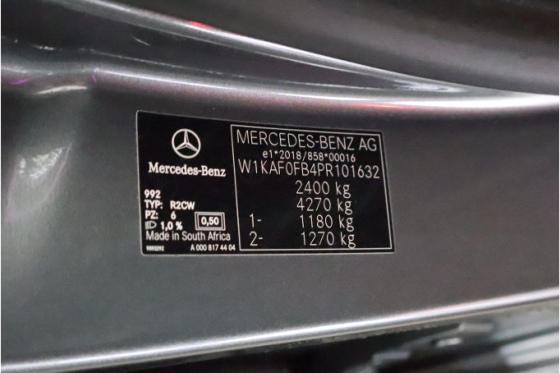 Mercedes-Benz
992
TYP: R2CW
PZ: 6
1,0 % 0,50
Made in South Africa
A 000 817 44 04
MERCEDES-BENZ AG
e1*2018/858*00016
W1KAF0FB4PR101632
2400 kg
4270 kg
1- 1180 kg
2- 1270 kg